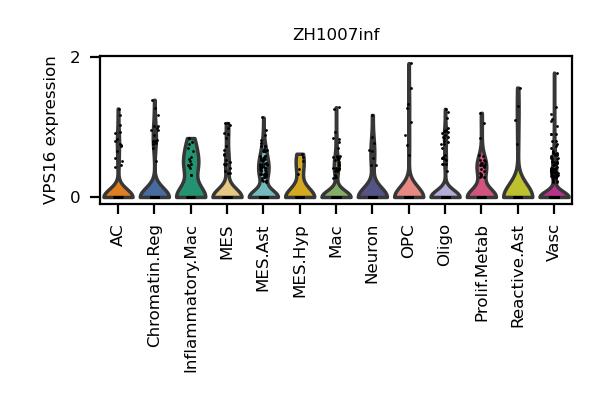 ZH1007inf
VPS16 expression
2
0
AC
Chromatin.Reg
Inflammatory.Mac
MES
MES.Ast
MES.Hyp
Mac
Neuron
OPC
Oligo
Prolif.Metab
Reactive.Ast
Vasc